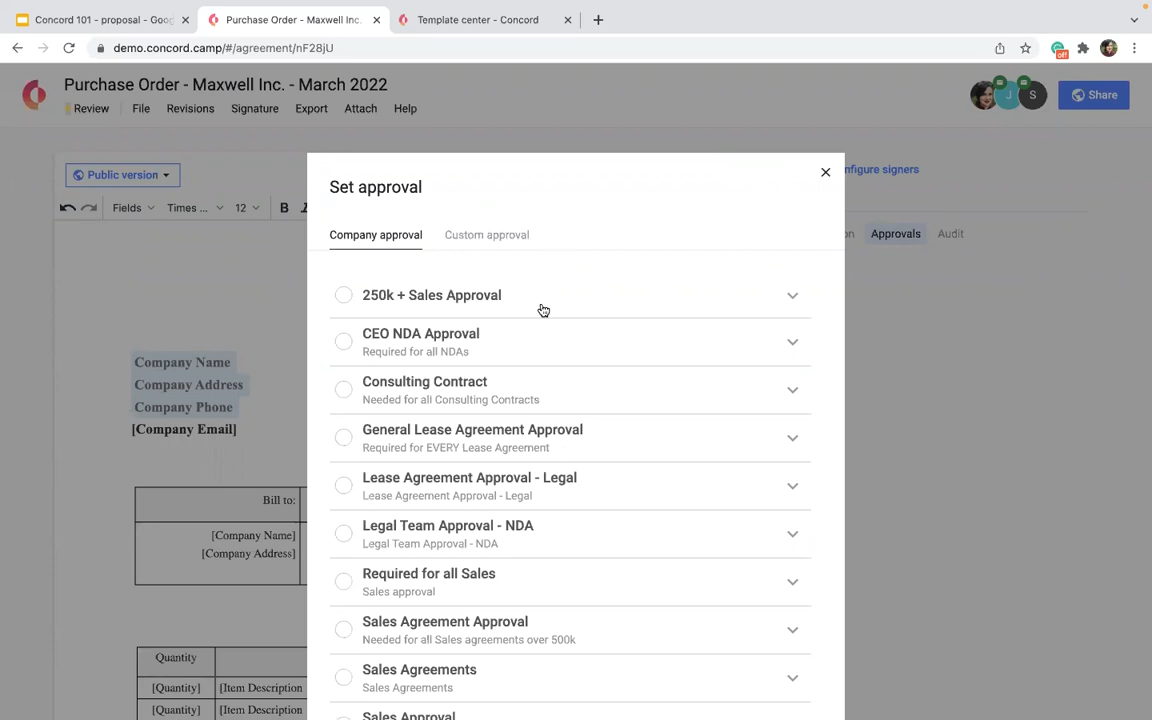 Concord 101 - proposal - Goo
Purchase Order - Maxwell Inc. -
Template center - Concord
demo.concord.camp/#/agreement/nF28jU
off
Purchase Order - Maxwell Inc. - March 2022
Review File Revisions Signature Export Attach Help
J S Share
Public version
nfigure signers
Fields Times ... 12 B I
on Approvals Audit
Set approval
Company approval Custom approval
250k + Sales Approval
CEO NDA Approval
Required for all NDAs
Consulting Contract
Needed for all Consulting Contracts
General Lease Agreement Approval
Required for EVERY Lease Agreement
Lease Agreement Approval - Legal
Lease Agreement Approval - Legal
Legal Team Approval - NDA
Legal Team Approval - NDA
Required for all Sales
Sales approval
Sales Agreement Approval
Needed for all Sales agreements over 500k
Sales Agreements
Sales Agreements
Sales Approval
Company Name
Company Address
Company Phone
[Company Email]
Bill to:
[Company Name]
[Company Address]
Quantity
[Quantity] [Item Description
[Quantity] [Item Description